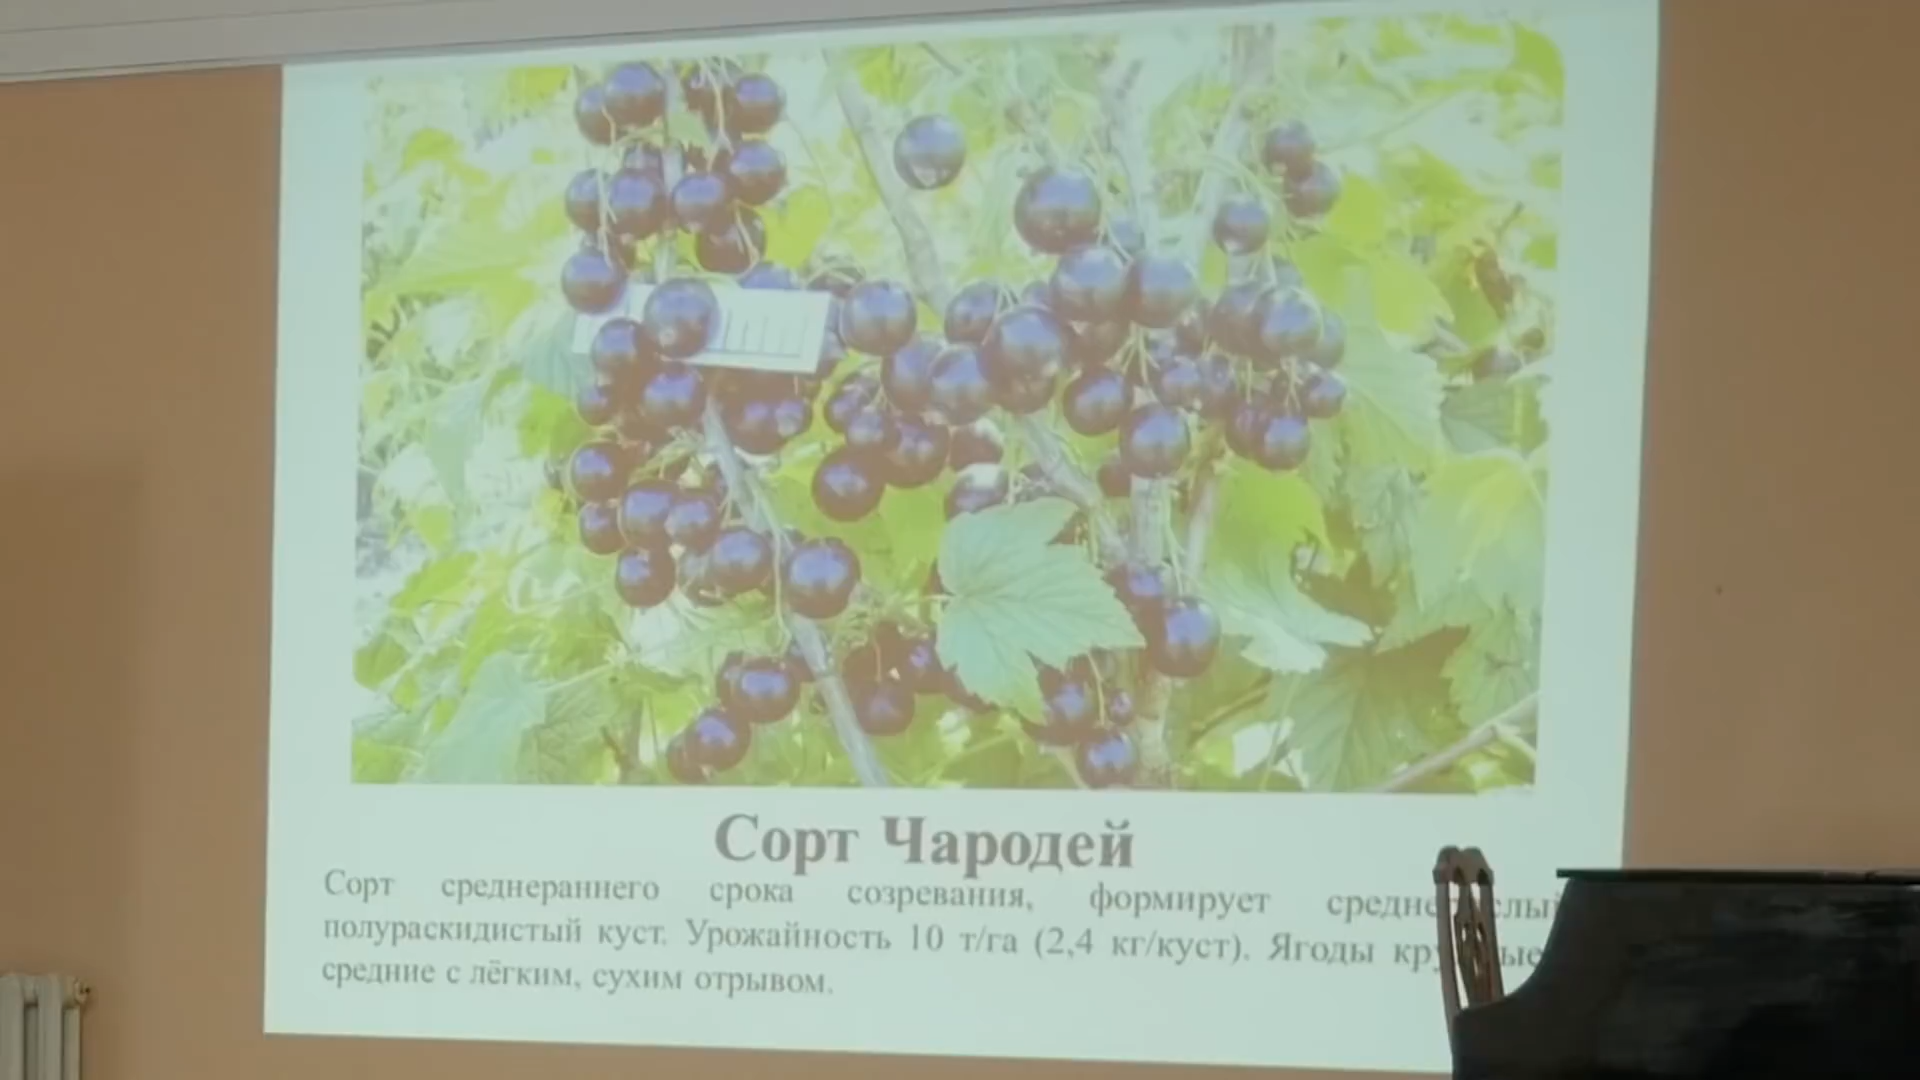 Сорт Чародей
Сорт среднераннего срока созревания, формирует
полураскидистый куст. Урожайность 10 т/га (2,4 кг/куст). Ягоды
средние с лёгким, сухим отрывом.